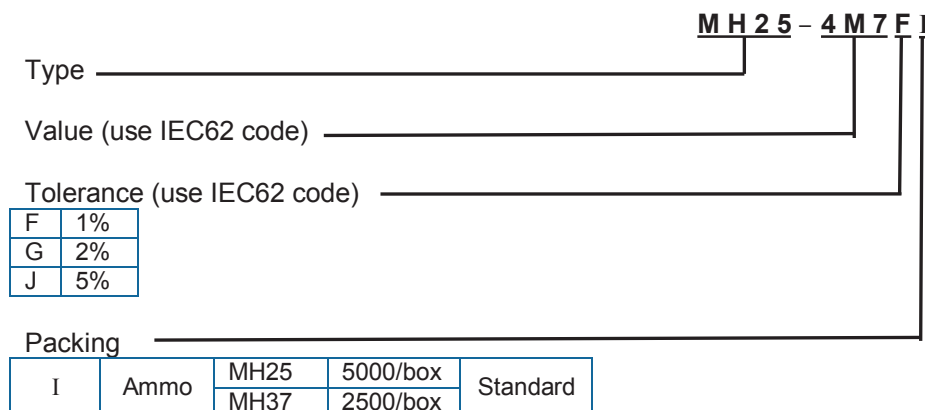 MH25 – 4M7 F I
Type
Value (use IEC62 code)
Tolerance (use IEC62 code)
F 1%
G 2%
J 5%
Packing
I Ammo MH25 5000/box Standard
MH37 2500/box